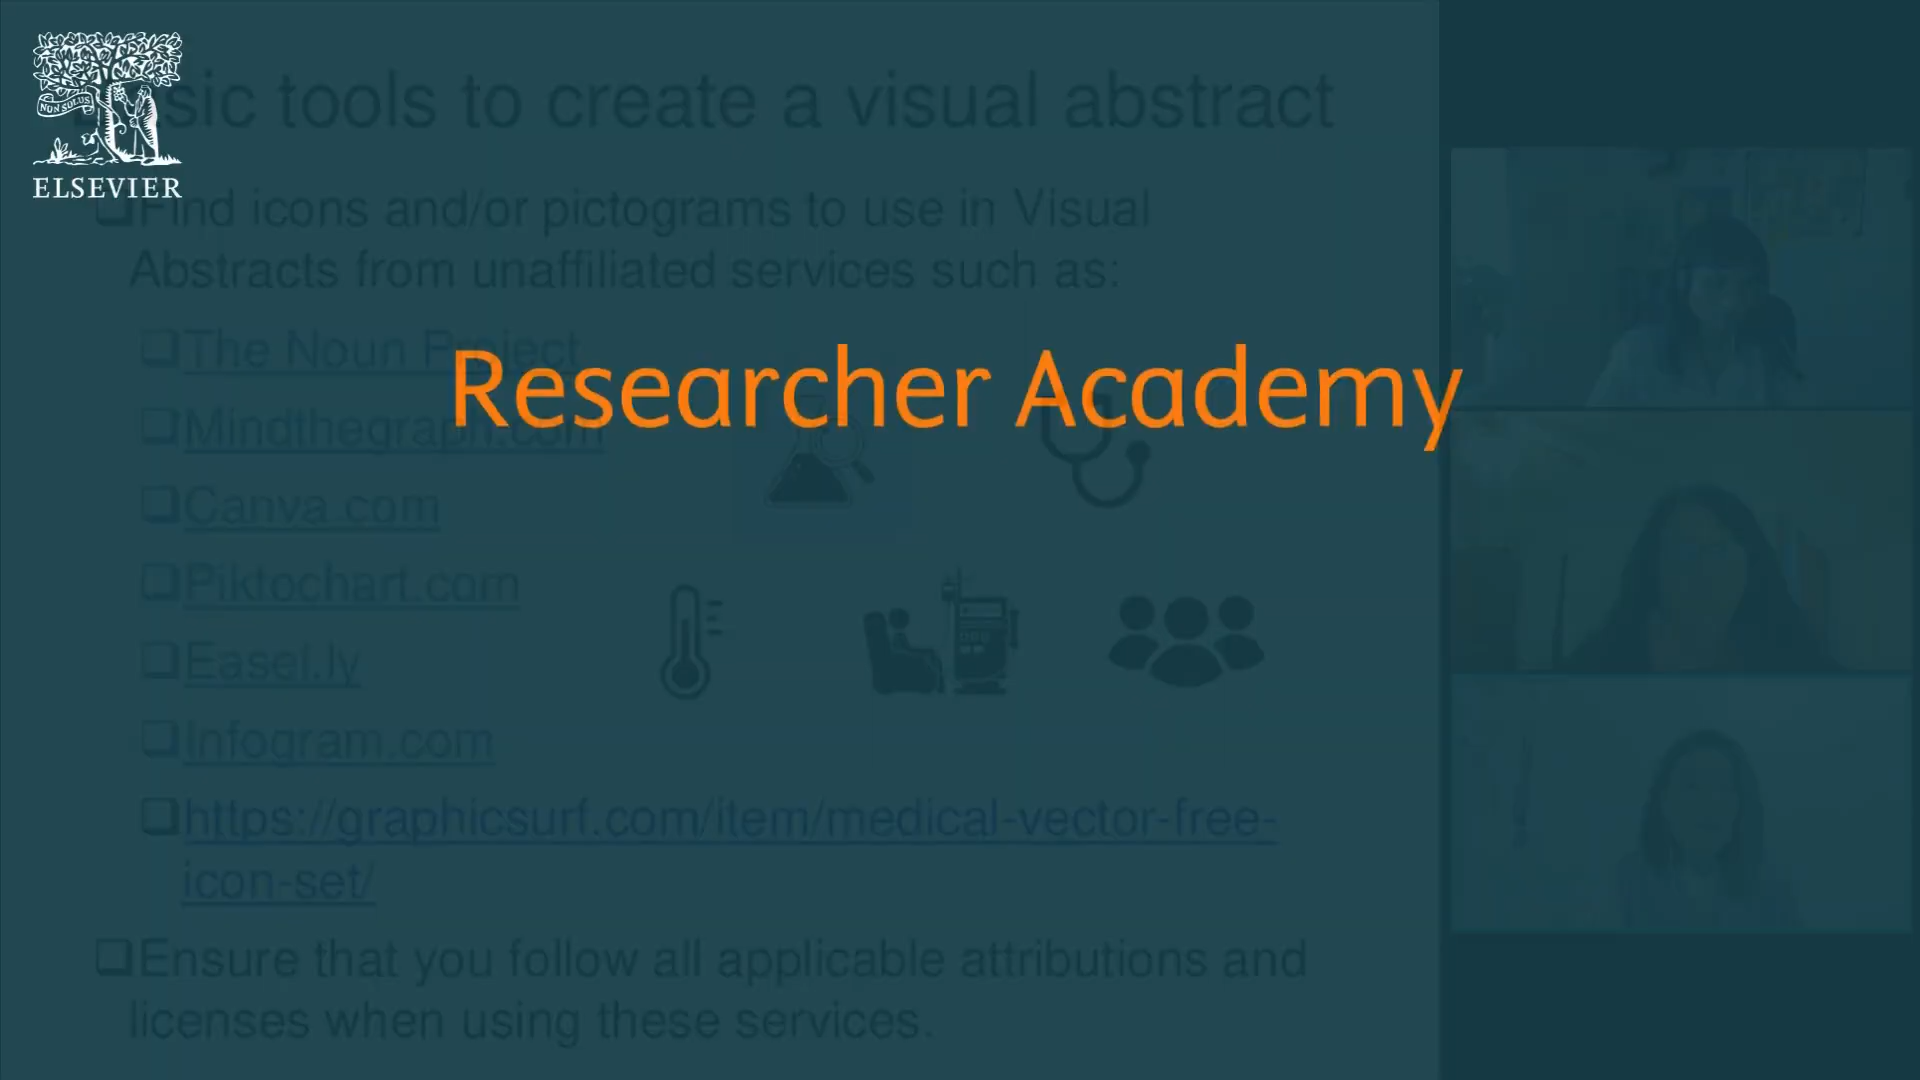 NON SOLUS
ELSEVIER
Researcher Academy
sic tools to create a visual abstract
Find icons and/or pictograms to use in Visual
Abstracts from unaffiliated services such as:
The Noun Project
Mindthegraph.com
Canva.com
Piktochart.com
Easel.ly
Infogram.com
https://graphicsurf.com/item/medical-vector-free-
icon-set/
Ensure that you follow all applicable attributions and
licenses when using these services.